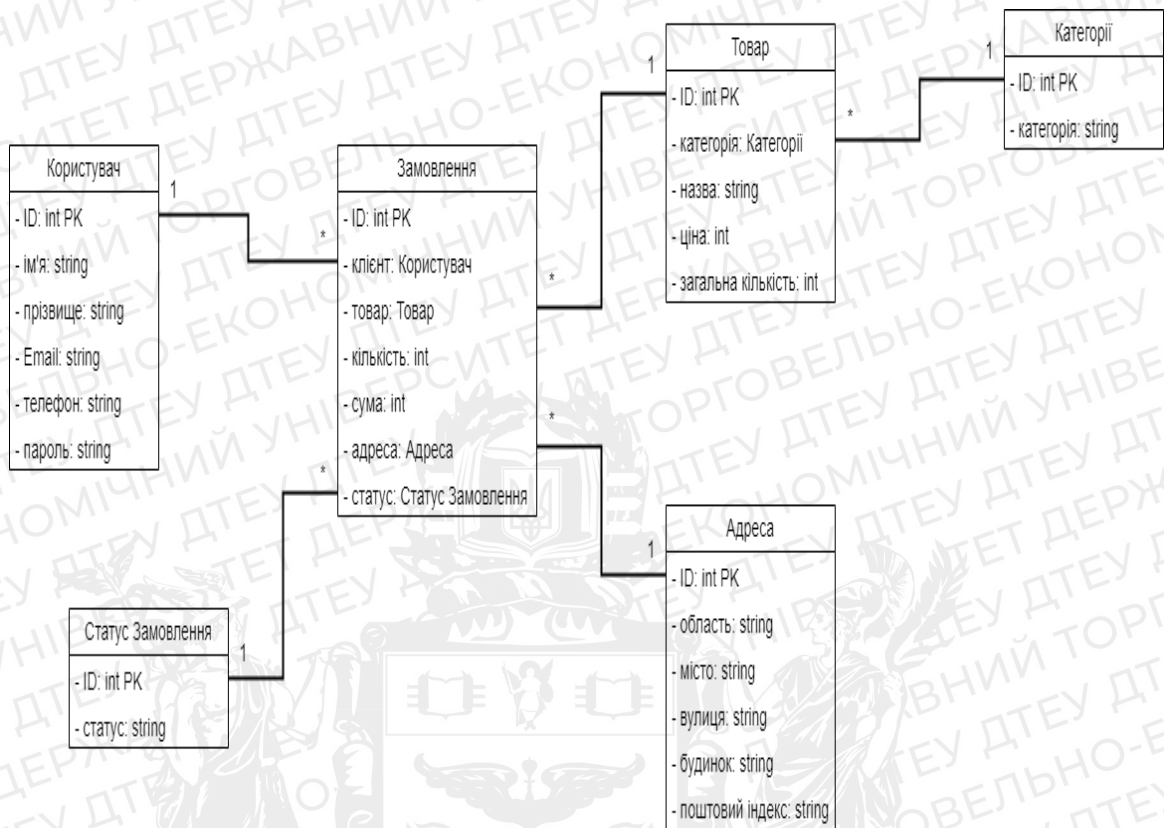 Користувач
- ID: int PK
- ім'я: string
- прізвище: string
- Email: string
- телефон: string
- пароль: string
1
*
Замовлення
- ID: int PK
- клієнт: Користувач
- товар: Товар
- кількість: int
- сума: int
- адреса: Адреса
- статус: Статус Замовлення
*
1
Товар
- ID: int PK
- категорія: Категорії
- назва: string
- ціна: int
- загальна кількість: int
*
1
Категорії
- ID: int PK
- категорія: string
*
1
Статус Замовлення
- ID: int PK
- статус: string
*
1
Адреса
- ID: int PK
- область: string
- місто: string
- вулиця: string
- будинок: string
- поштовий індекс: string